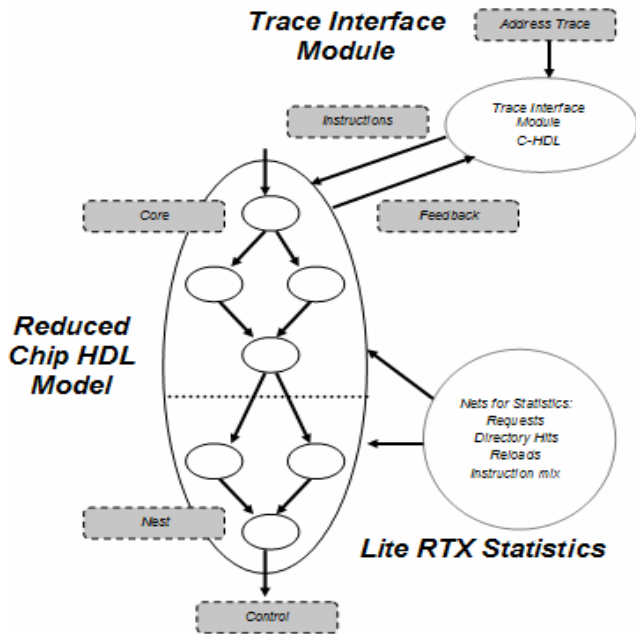 Trace Interface
Module
Address Trace
Trace Interface
Module
C-HDL
Instructions
Core
Feedback
Reduced
Chip HDL
Model
Nets for Statistics:
Requests
Directory Hits
Reloads
Instruction mix
Nest
Lite RTX Statistics
Control